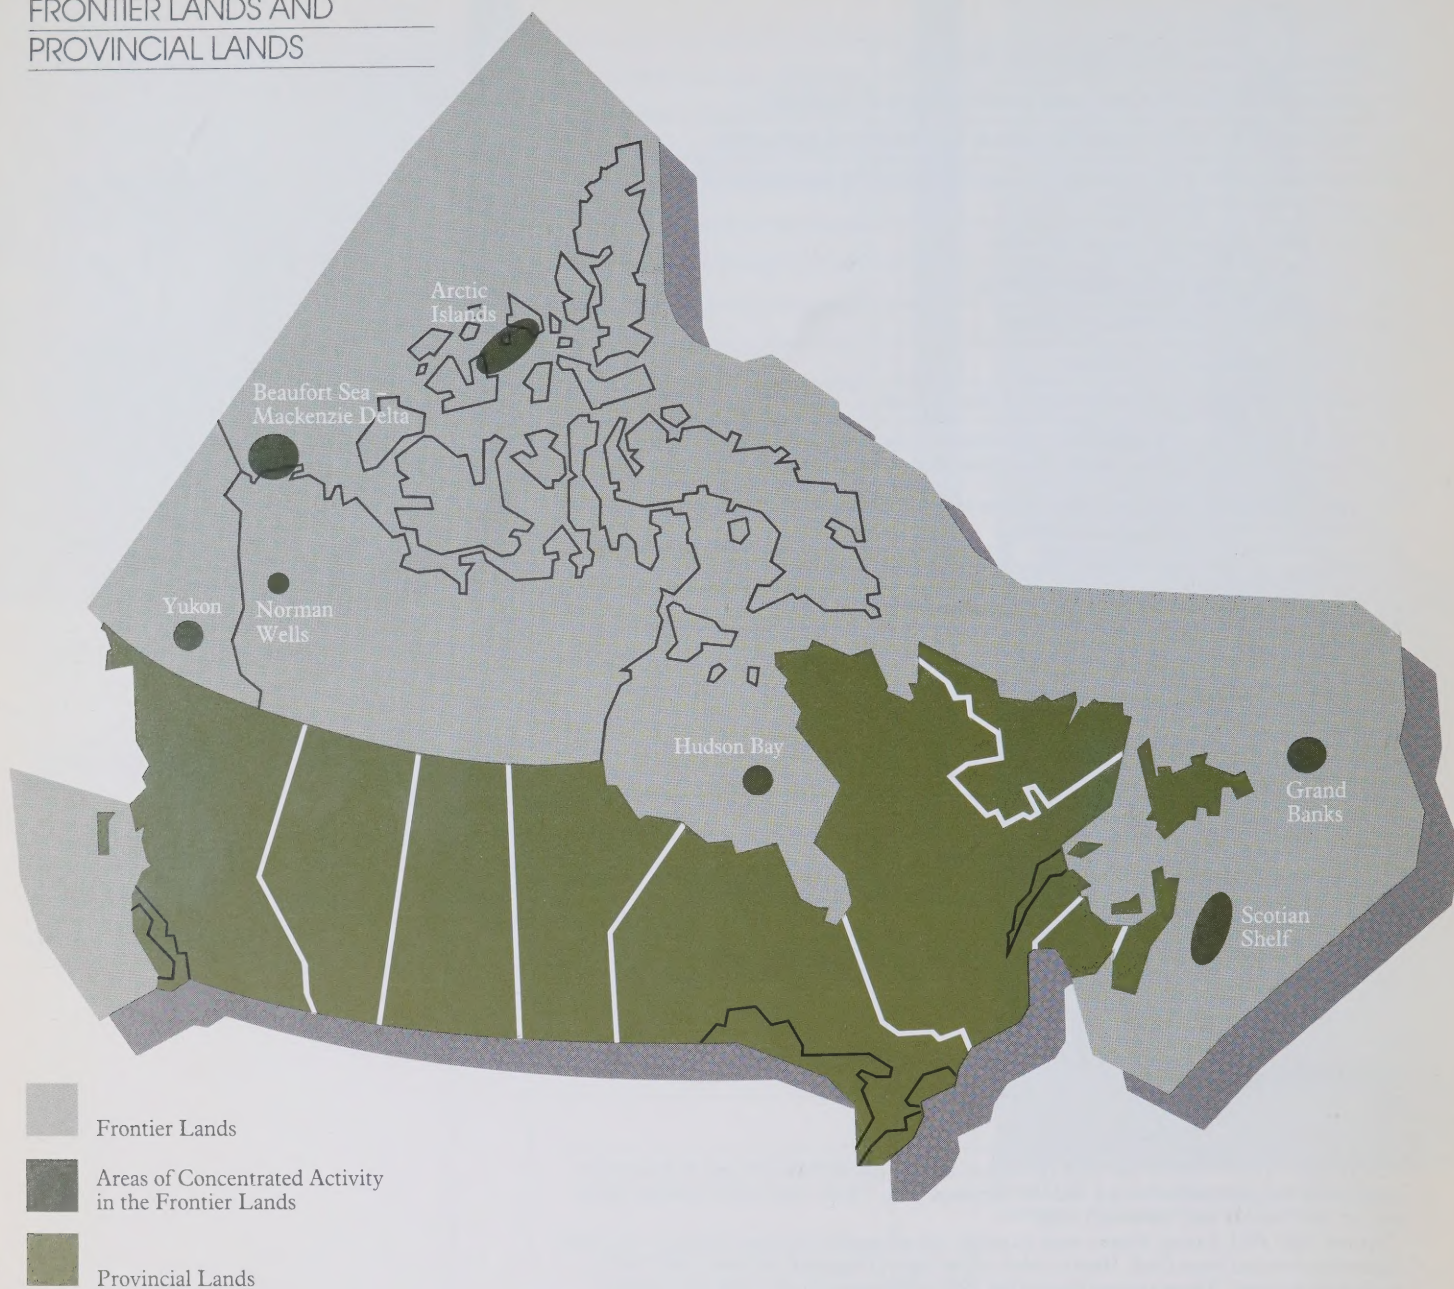 FRONTIER LANDS AND
PROVINCIAL LANDS
Arctic
Islands
Beaufort Sea –
Mackenzie Delta
Yukon
Norman
Wells
Hudson Bay
Grand
Banks
Scotian
Shelf
Frontier Lands
Areas of Concentrated Activity
in the Frontier Lands
Provincial Lands